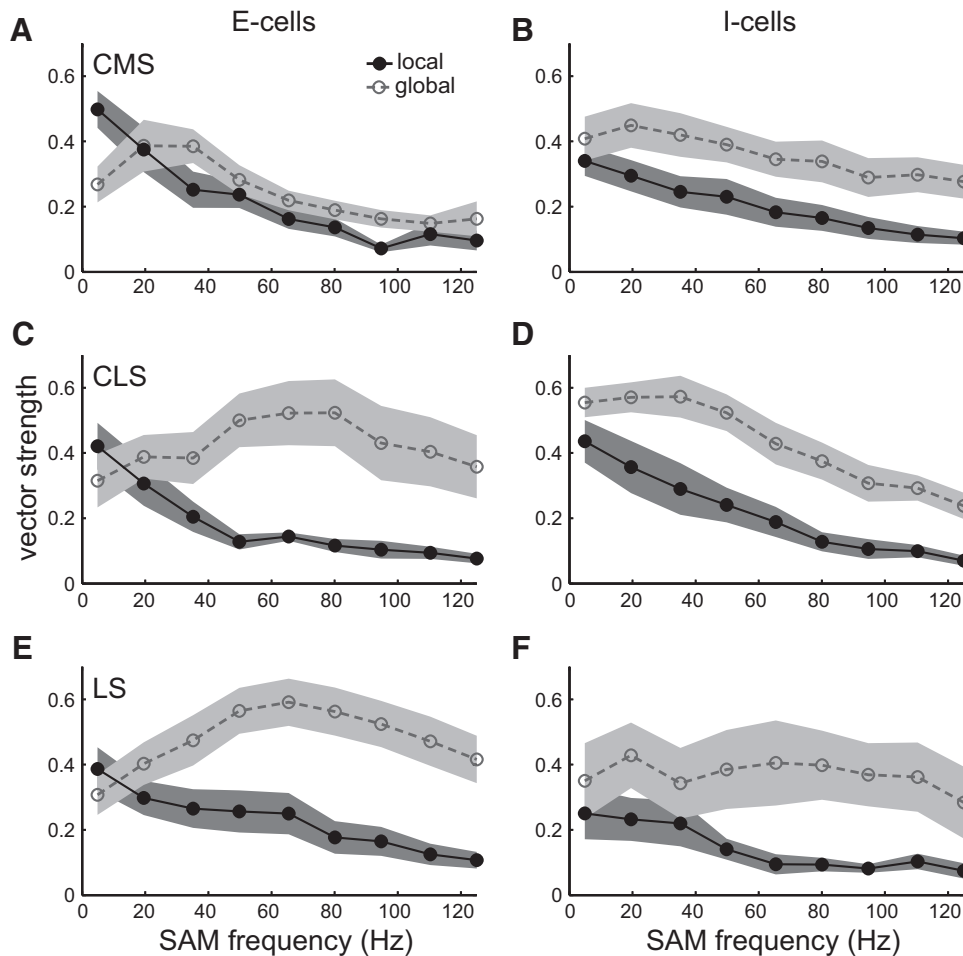 E-cells
I-cells
A
B
CMS
local
global
0.6
0.4
0.2
0
0 20 40 60 80 100 120
0.6
0.4
0.2
0
0 20 40 60 80 100 120
C
D
CLS
vector strength
0.6
0.4
0.2
0
0 20 40 60 80 100 120
0.6
0.4
0.2
0
0 20 40 60 80 100 120
E
F
LS
0.6
0.4
0.2
0
0 20 40 60 80 100 120
0.6
0.4
0.2
0
0 20 40 60 80 100 120
SAM frequency (Hz)
SAM frequency (Hz)